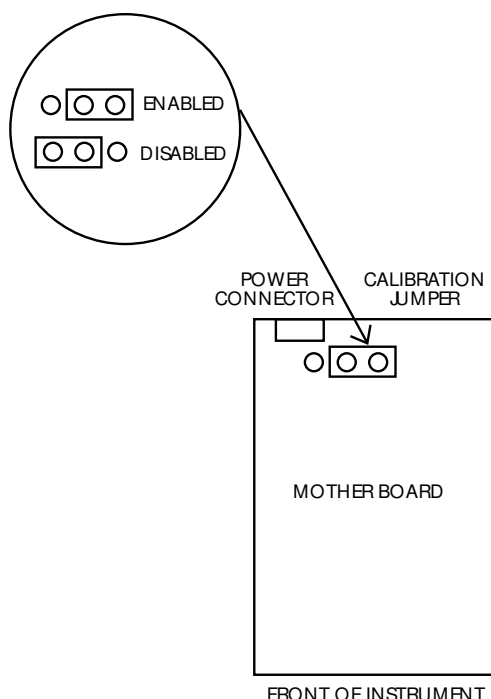 ENABLED
DISABLED
POWER
CONNECTOR
CALIBRATION
JUMPER
MOTHER BOARD
FRONT OF INSTRUMENT